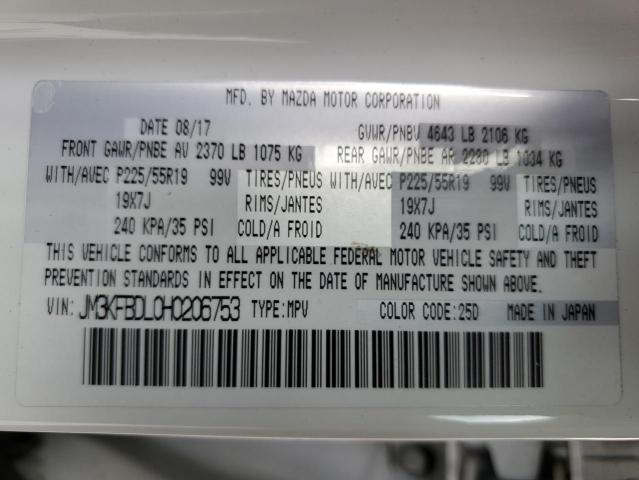 MFD. BY MAZDA MOTOR CORPORATION
DATE 08/17 GVWR/PNBV 4643 LB 2106 KG
FRONT GAWR/PNBE AV 2370 LB 1075 KG REAR GAWR/PNBE AR 2280 LB 1034 KG
WITH/AVEC P225/55R19 99V TIRES/PNEUS WITH/AVEC P225/55R19 99V TIRES/PNEUS
19X7J RIMS/JANTES 19X7J RIMS/JANTES
240 KPA/35 PSI COLD/A FROID 240 KPA/35 PSI COLD/A FROID
THIS VEHICLE CONFORMS TO ALL APPLICABLE FEDERAL MOTOR VEHICLE SAFETY AND THEFT
PREVENTION STANDARDS IN EFFECT ON THE DATE OF MANUFACTURE SHOWN ABOVE.
VIN: JM3KFBDL0H0206753 TYPE:MPV COLOR CODE:25D MADE IN JAPAN